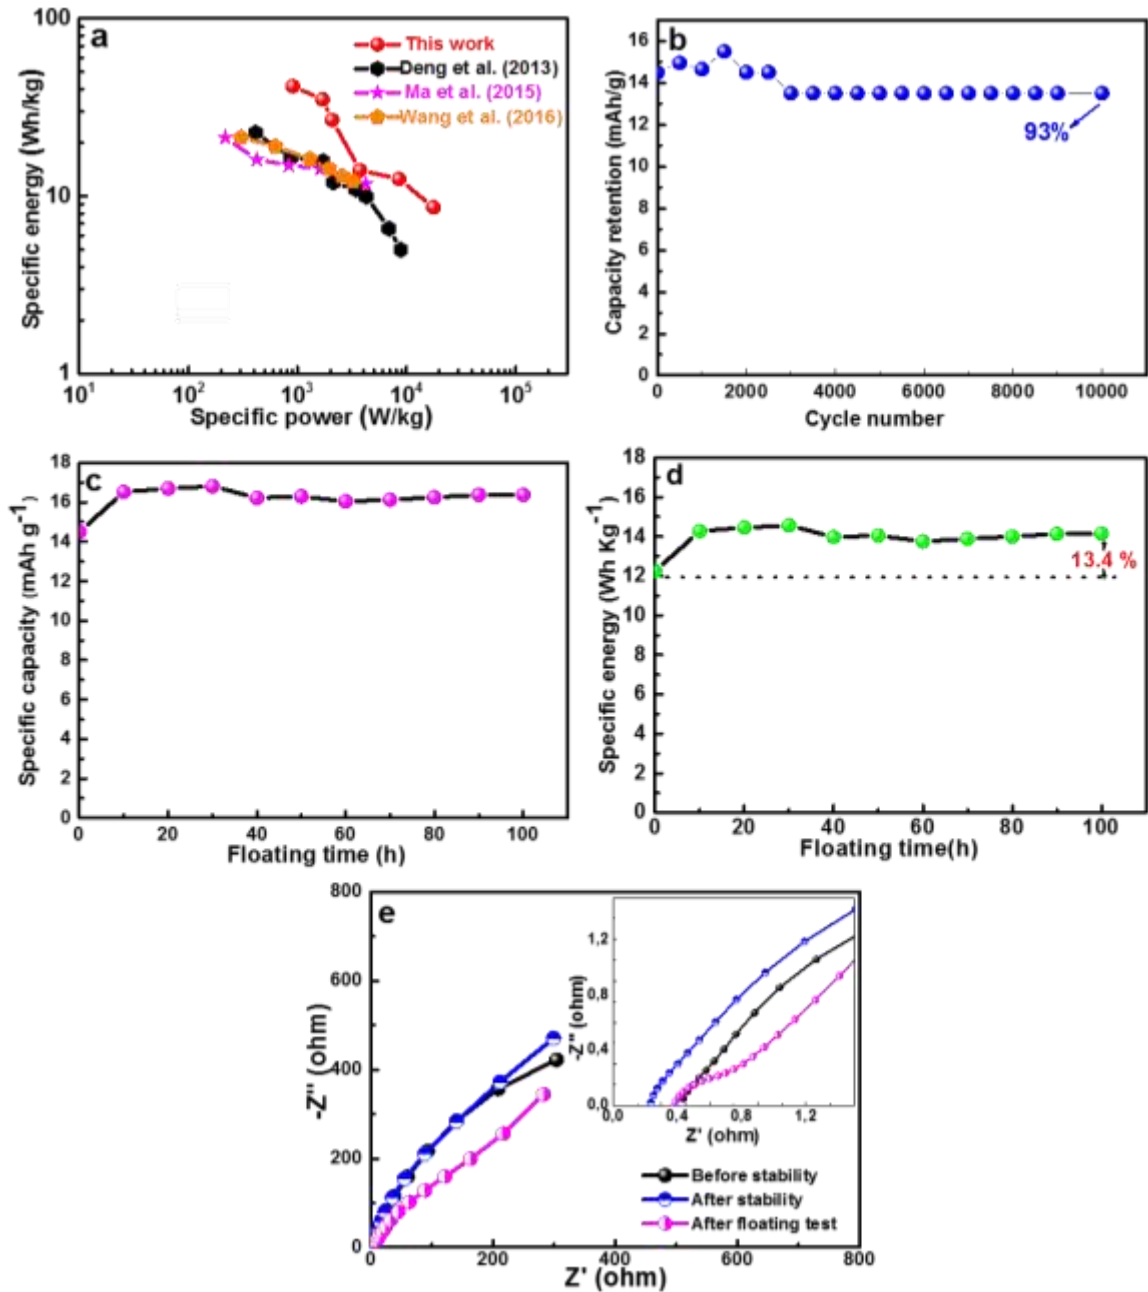 a
100
10
1
Specific energy (Wh/kg)
This work
Deng et al. (2013)
Ma et al. (2015)
Wang et al. (2016)
10¹ 10² 10³ 10⁴ 10⁵
Specific power (W/kg)
b
16
14
12
10
8
6
4
2
0
Capacity retention (mAh/g)
93%
0 2000 4000 6000 8000 10000
Cycle number
c
18
16
14
12
10
8
6
4
2
0
Specific capacity (mAh g⁻¹)
0 20 40 60 80 100
Floating time (h)
d
18
16
14
12
10
8
6
4
2
0
Specific energy (Wh Kg⁻¹)
13.4 %
0 20 40 60 80 100
Floating time(h)
e
800
600
400
200
0
-Z'' (ohm)
1,2
0,8
0,4
0,0
-Z'' (ohm)
0,0 0,4 0,8 1,2
Z' (ohm)
Before stability
After stability
After floating test
0 200 400 600 800
Z' (ohm)